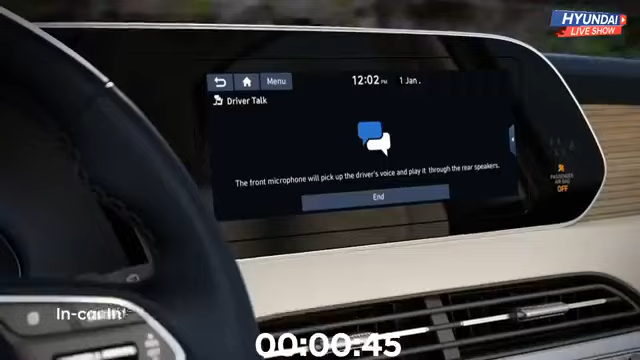 HYUNDAI
LIVE SHOW
Menu
12:02 PM
1 Jan.
Driver Talk
The front microphone will pick up the driver's voice and play it through the rear speakers.
End
PASSENGER
AIR BAG
OFF
In-car In
00:00:45